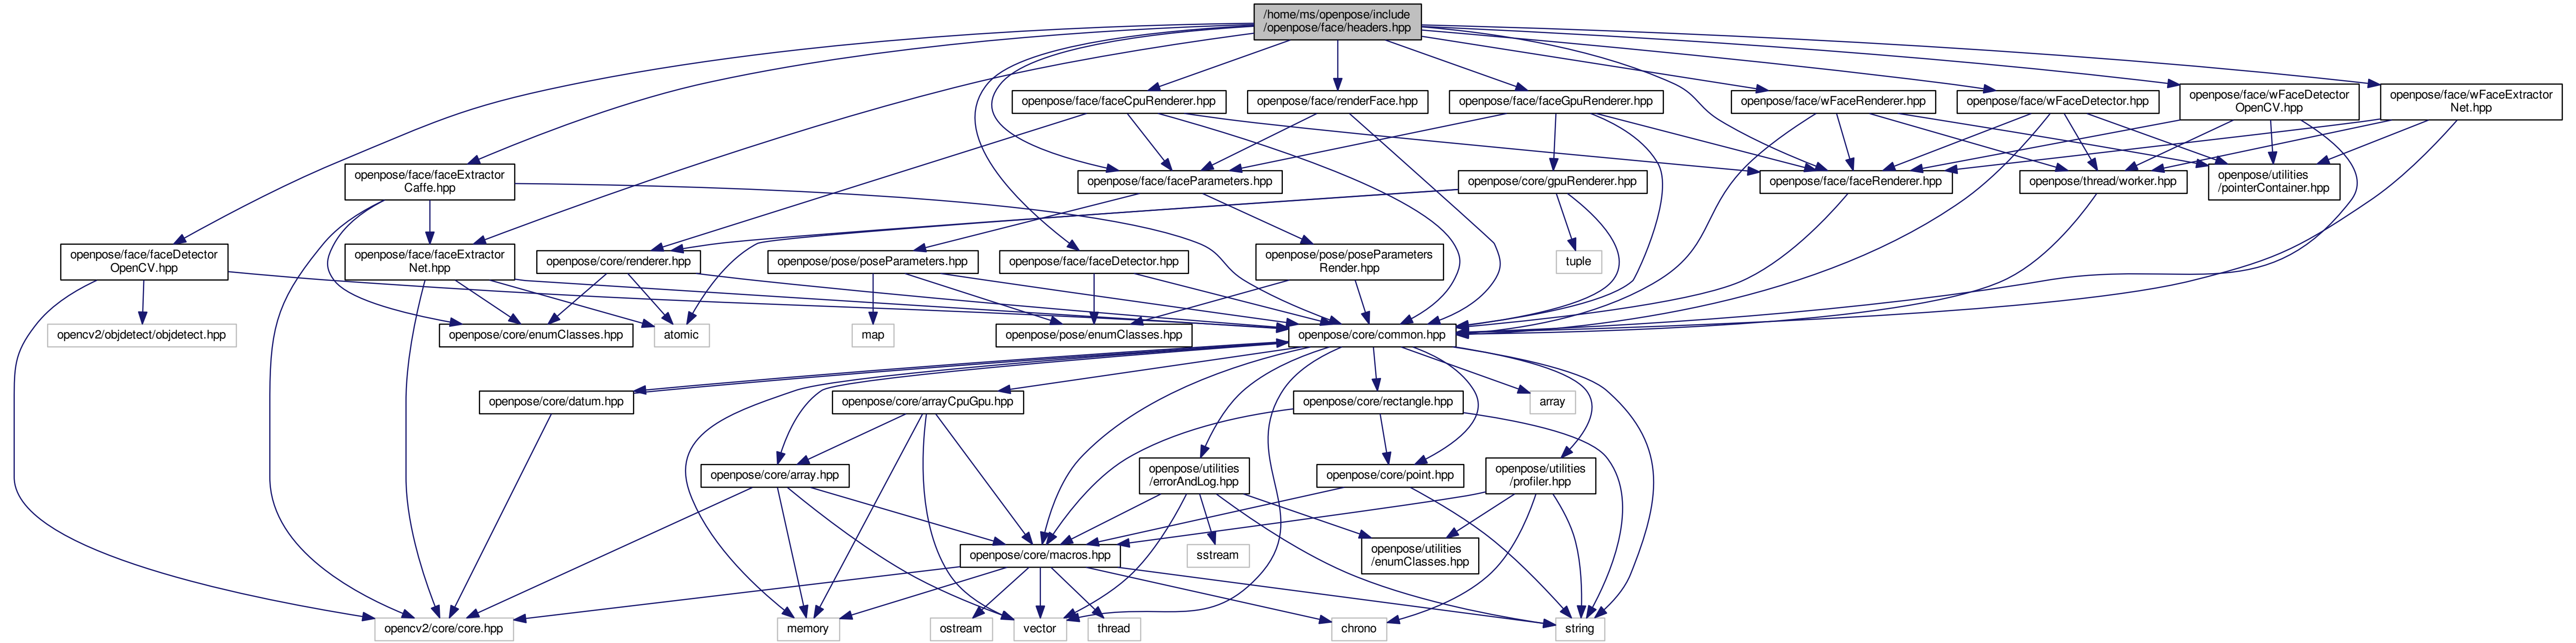 /home/ms/openpose/include
/openpose/face/headers.hpp
openpose/face/faceCpuRenderer.hpp
openpose/face/renderFace.hpp
openpose/face/faceGpuRenderer.hpp
openpose/face/wFaceRenderer.hpp
openpose/face/wFaceDetector.hpp
openpose/face/wFaceDetector
OpenCV.hpp
openpose/face/wFaceExtractor
Net.hpp
openpose/face/faceExtractor
Caffe.hpp
openpose/face/faceParameters.hpp
openpose/core/gpuRenderer.hpp
openpose/face/faceRenderer.hpp
openpose/thread/worker.hpp
openpose/utilities
/pointerContainer.hpp
openpose/face/faceDetector
OpenCV.hpp
openpose/face/faceExtractor
Net.hpp
openpose/core/renderer.hpp
openpose/pose/poseParameters.hpp
openpose/face/faceDetector.hpp
openpose/pose/poseParameters
Render.hpp
tuple
opencv2/objdetect/objdetect.hpp
openpose/core/enumClasses.hpp
atomic
map
openpose/pose/enumClasses.hpp
openpose/core/common.hpp
openpose/core/datum.hpp
openpose/core/arrayCpuGpu.hpp
openpose/core/rectangle.hpp
array
openpose/core/array.hpp
openpose/utilities
/errorAndLog.hpp
openpose/core/point.hpp
openpose/utilities
/profiler.hpp
openpose/core/macros.hpp
sstream
openpose/utilities
/enumClasses.hpp
opencv2/core/core.hpp
memory
ostream
vector
thread
chrono
string